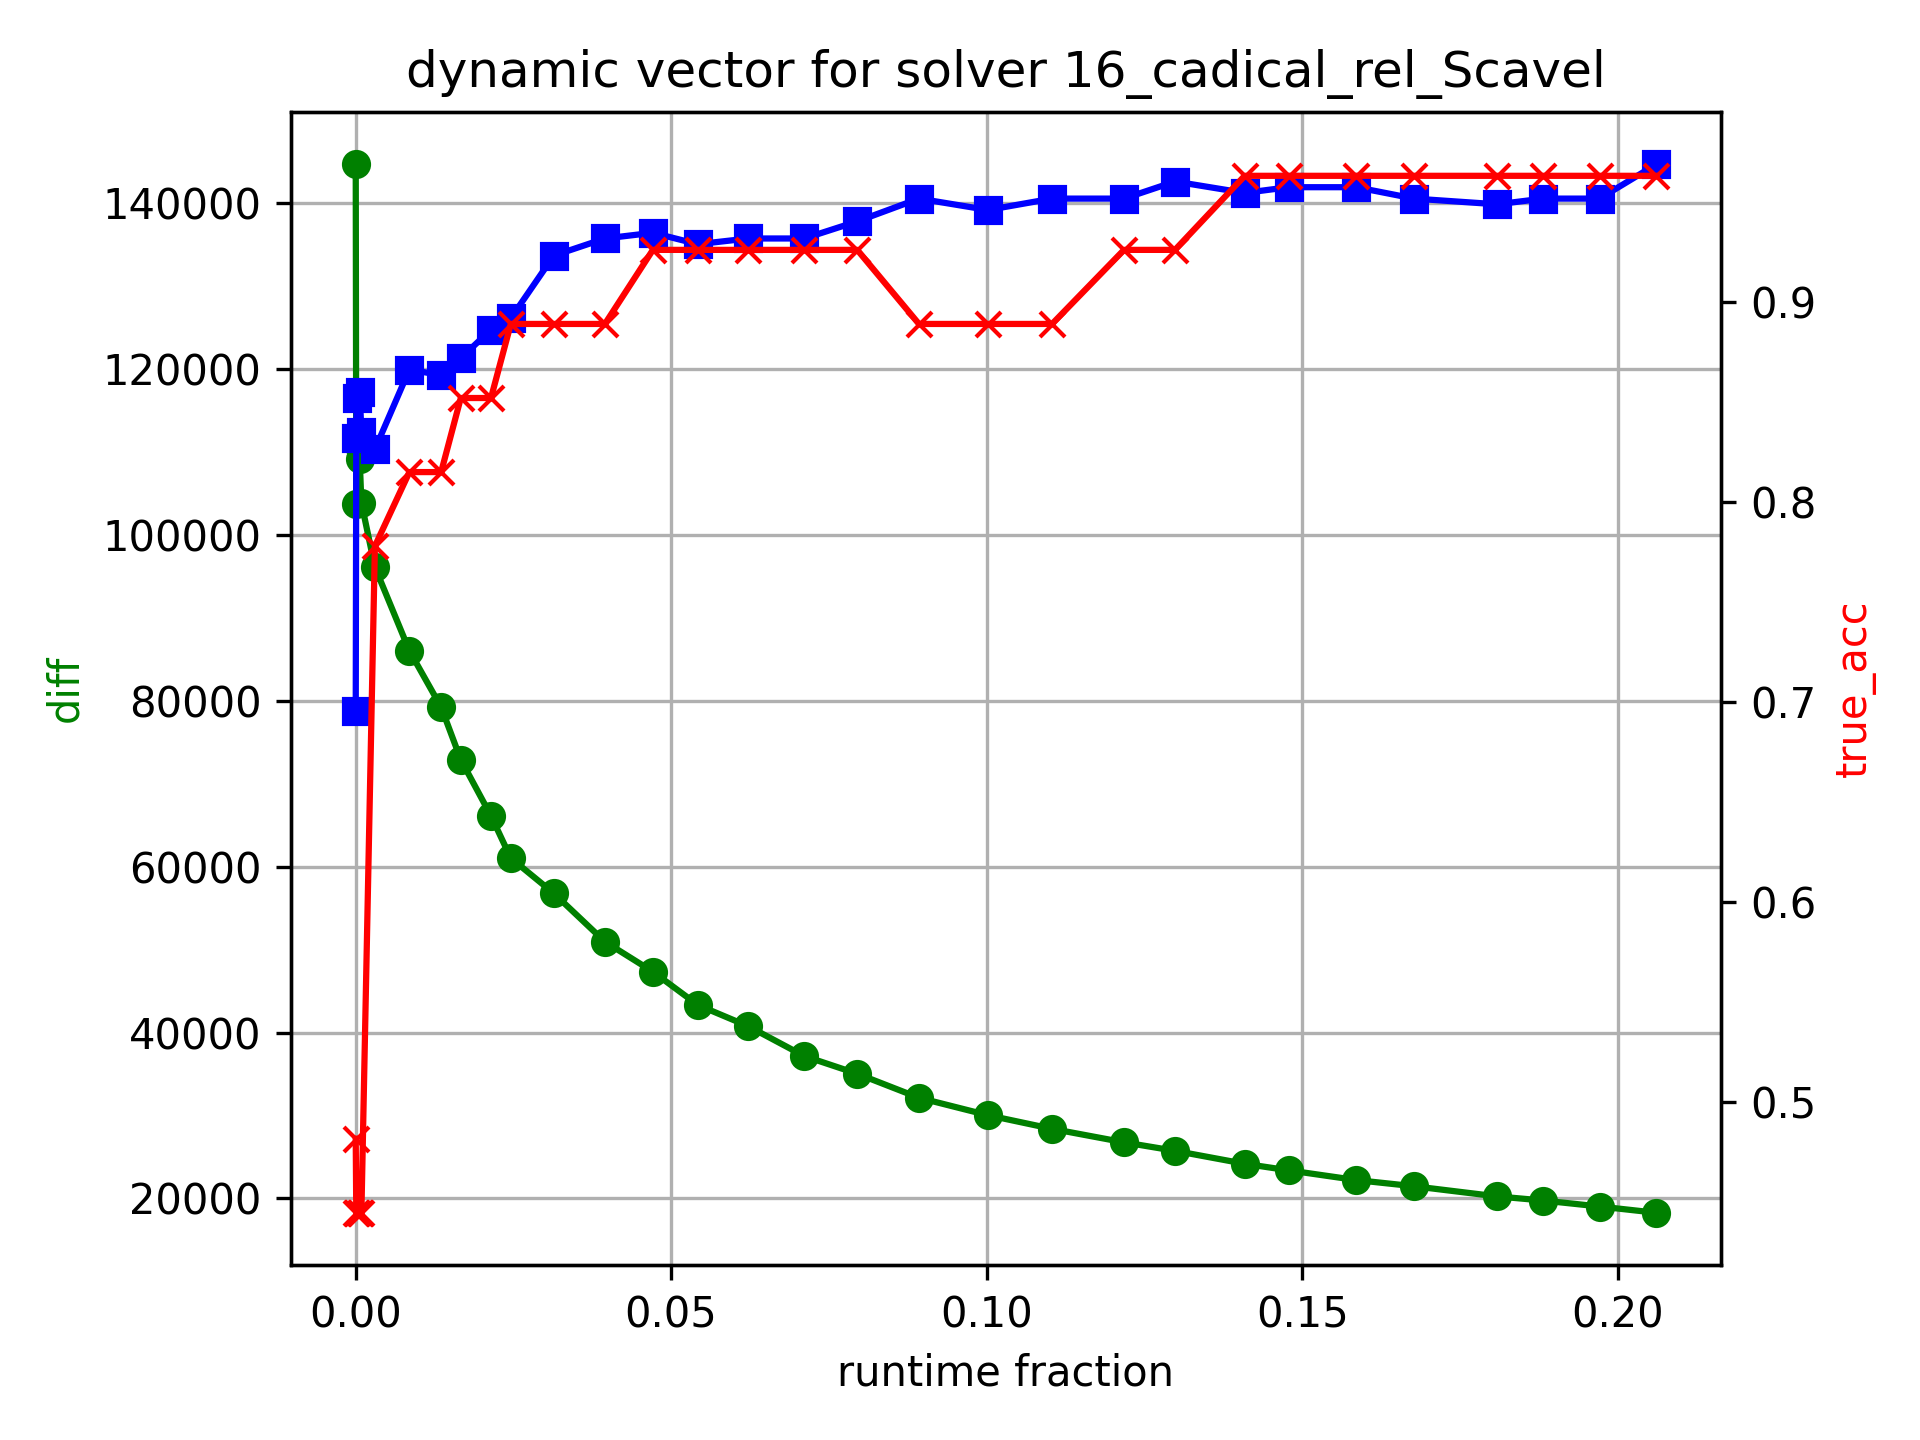 dynamic vector for solver 16_cadical_rel_Scavel
diff
140000
120000
100000
80000
60000
40000
20000
0.9
0.8
0.7
0.6
0.5
true_acc
0.00 0.05 0.10 0.15 0.20
runtime fraction